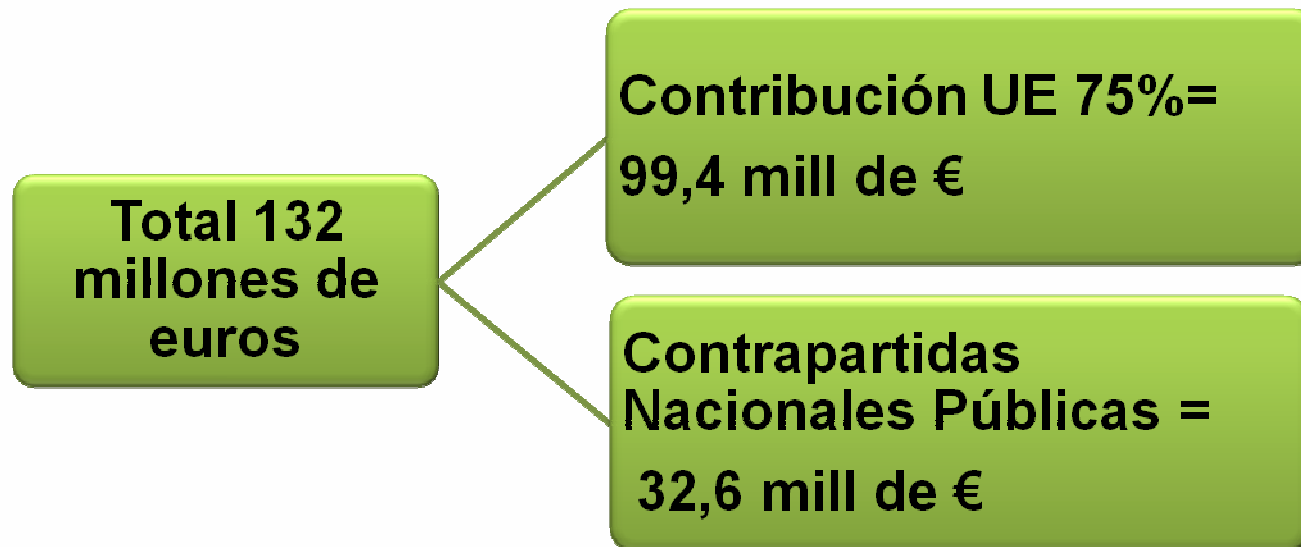 Total 132
millones de
euros
Contribución UE 75%=
99,4 mill de €
Contrapartidas
Nacionales Públicas =
32,6 mill de €